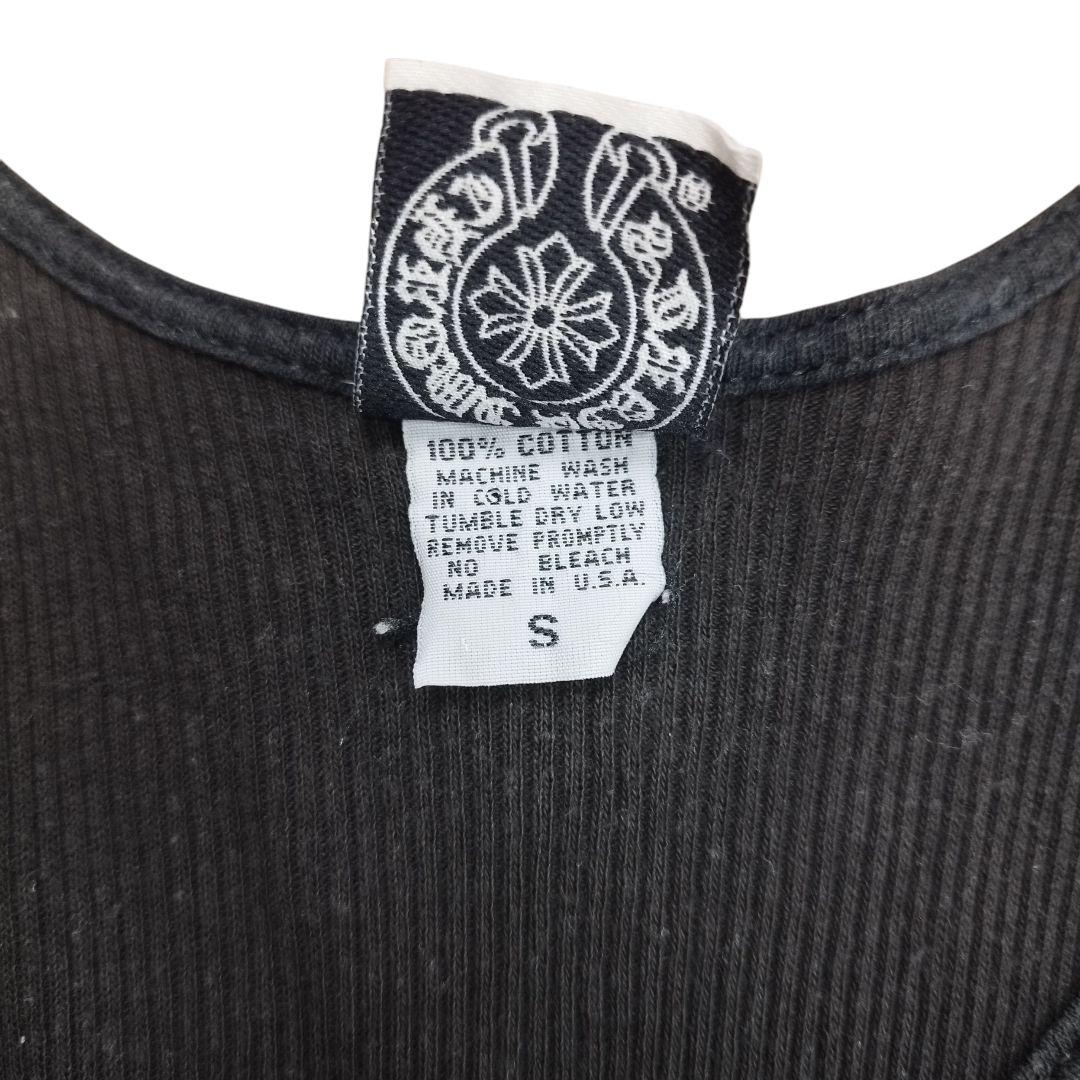 ®
100% COTTON
MACHINE WASH
IN COLD WATER
TUMBLE DRY LOW
REMOVE PROMPTLY
NO BLEACH
MADE IN U.S.A.
S